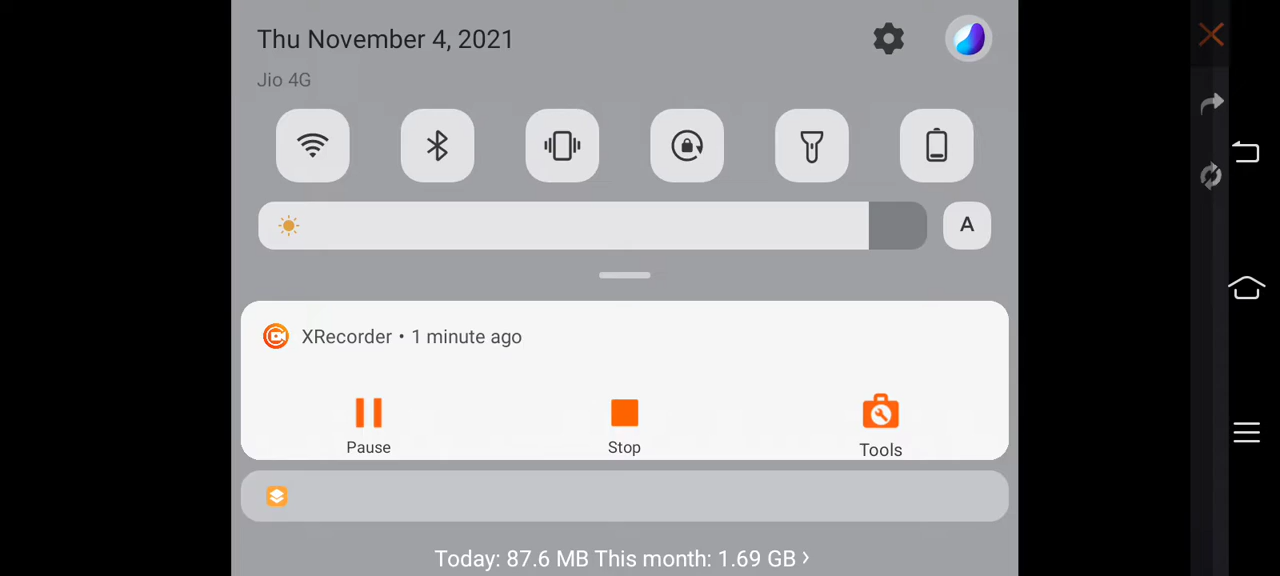 Thu November 4, 2021
Jio 4G
A
XRecorder • 1 minute ago
Pause
Stop
Tools
Today: 87.6 MB This month: 1.69 GB ›